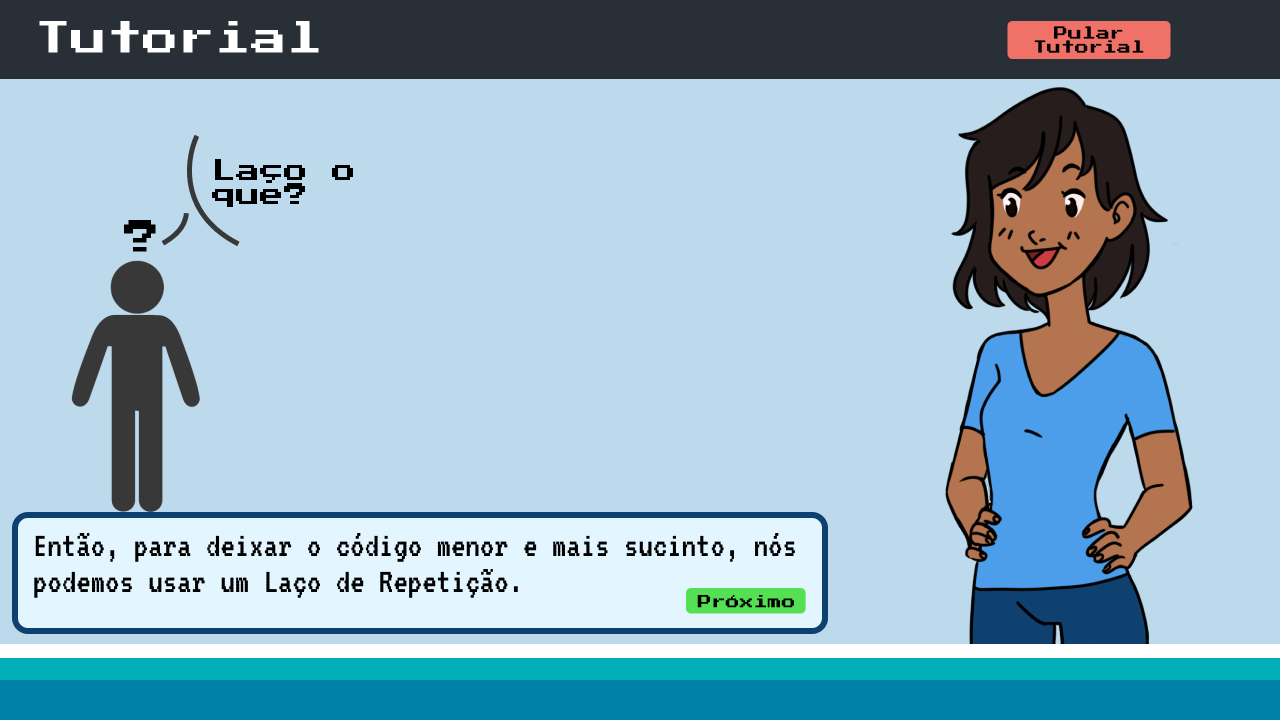 Tutorial
Pular
Tutorial
Laço o
que?
?
Então, para deixar o código menor e mais sucinto, nós
podemos usar um Laço de Repetição.
Próximo